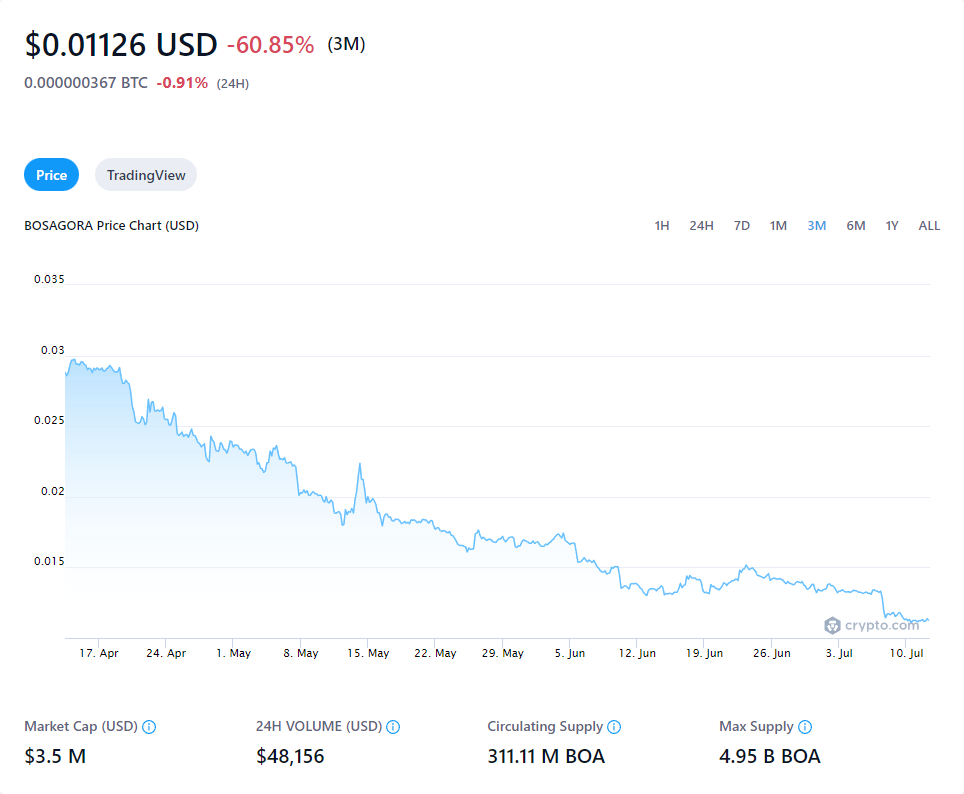 $0.01126 USD -60.85% (3M)
0.000000367 BTC -0.91% (24H)
Price TradingView
BOSAGORA Price Chart (USD) 1H 24H 7D 1M 3M 6M 1Y ALL
0.035
0.03
0.025
0.02
0.015
crypto.com
17. Apr 24. Apr 1. May 8. May 15. May 22. May 29. May 5. Jun 12. Jun 19. Jun 26. Jun 3. Jul 10. Jul
Market Cap (USD) 24H VOLUME (USD) Circulating Supply Max Supply
$3.5 M $48,156 311.11 M BOA 4.95 B BOA